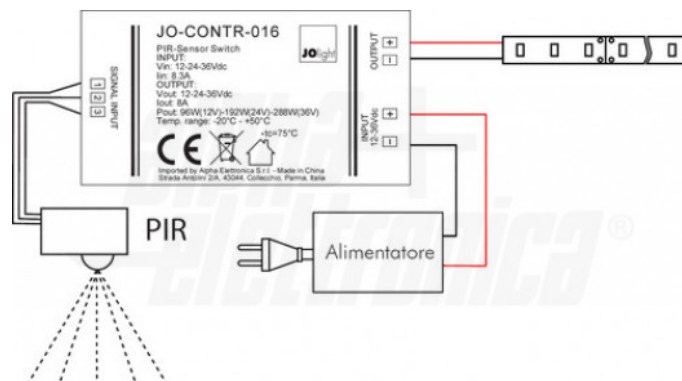 JO-CONTR-016
PIR-Sensor Switch
INPUT:
Vin: 12-24-36Vdc
Iin: 8.3A
OUTPUT:
Vout: 12-24-36Vdc
Iout: 8A
Pout: 96W(12V)-192W(24V)-288W(36V)
Temp. range: -20°C - +50°C
-tc=75°C
CE
Imported by Alpha Elettronica S.r.l. - Made in China
Strada Antolini 2/A, 43044, Collecchio, Parma, Italia
JOlight
SIGNAL INPUT
1
2
3
OUTPUT
+
−
INPUT
12-36Vdc
+
−
PIR
Alimentatore
elettronica®